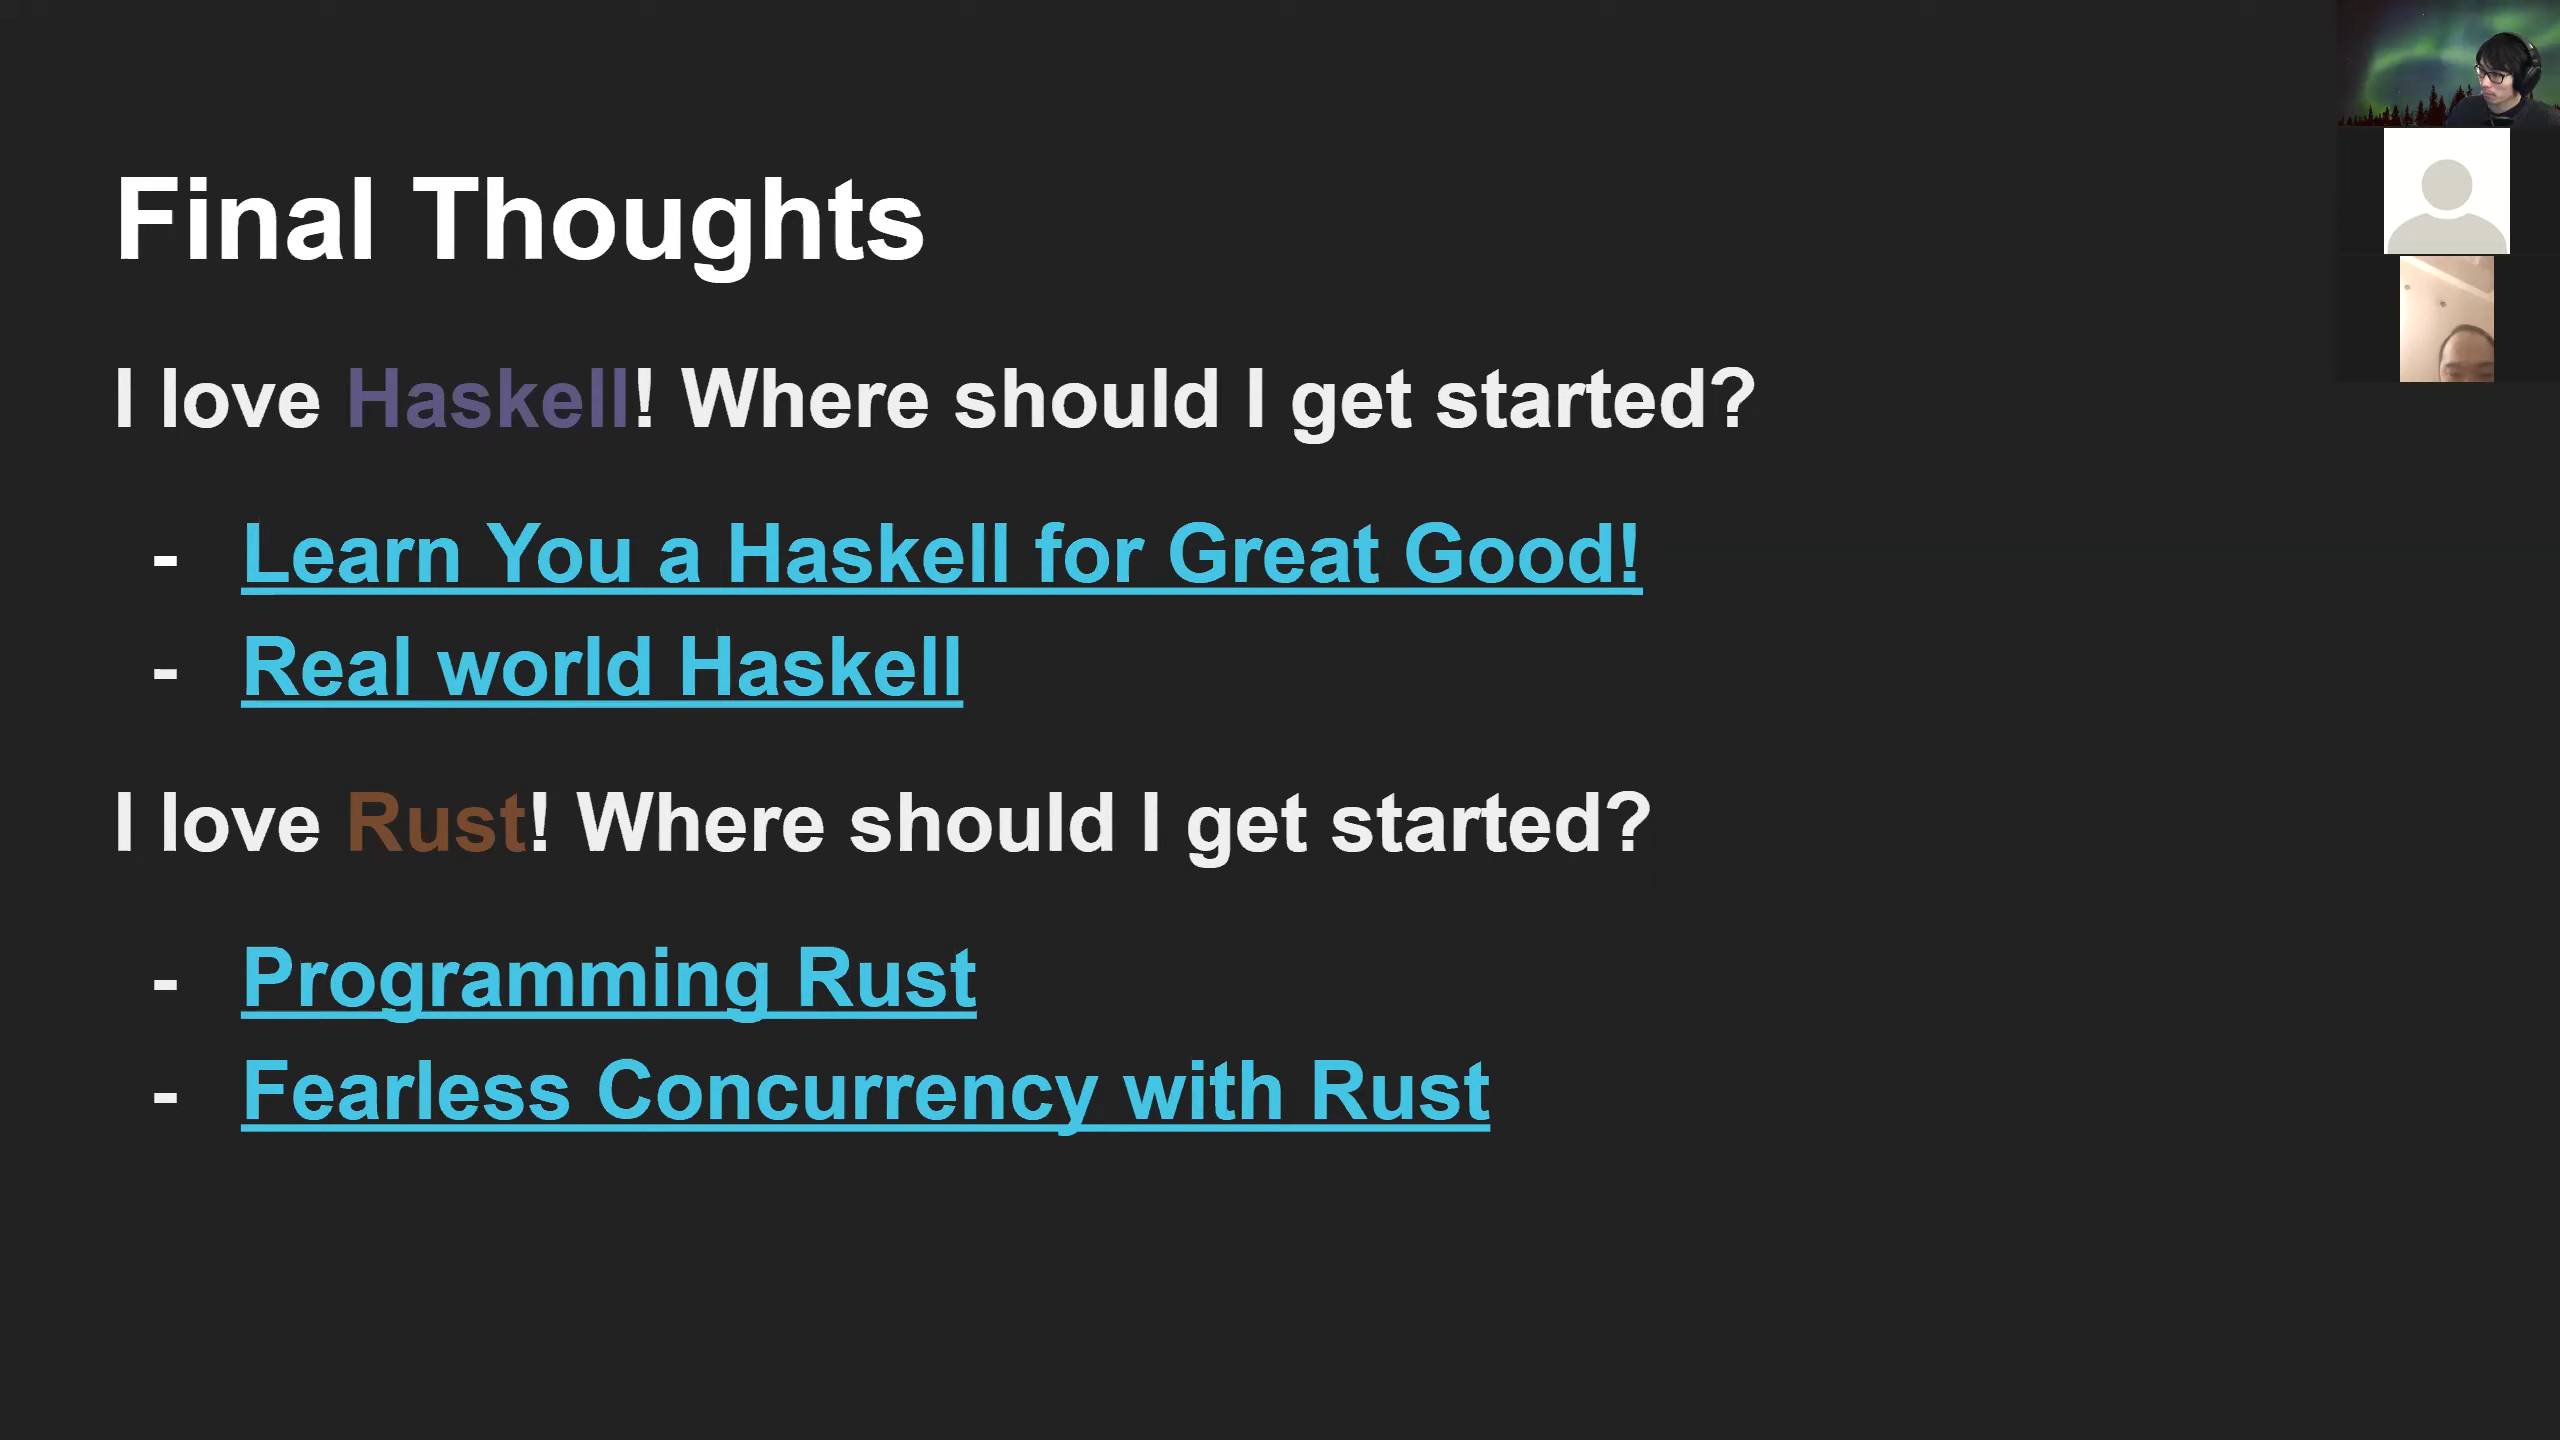 Final Thoughts
I love Haskell! Where should I get started?
- Learn You a Haskell for Great Good!
- Real world Haskell
I love Rust! Where should I get started?
- Programming Rust
- Fearless Concurrency with Rust